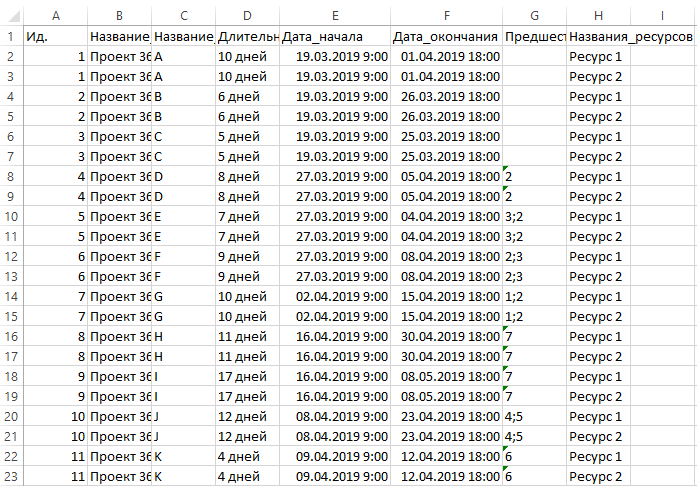 A B C D E F G H I
1 Ид. Название_ Название_ Длительн Дата_начала Дата_окончания Предшест Названия_ресурсов
2 1 Проект 36 A 10 дней 19.03.2019 9:00 01.04.2019 18:00 Ресурс 1
3 1 Проект 36 A 10 дней 19.03.2019 9:00 01.04.2019 18:00 Ресурс 2
4 2 Проект 36 B 6 дней 19.03.2019 9:00 26.03.2019 18:00 Ресурс 1
5 2 Проект 36 B 6 дней 19.03.2019 9:00 26.03.2019 18:00 Ресурс 2
6 3 Проект 36 C 5 дней 19.03.2019 9:00 25.03.2019 18:00 Ресурс 1
7 3 Проект 36 C 5 дней 19.03.2019 9:00 25.03.2019 18:00 Ресурс 2
8 4 Проект 36 D 8 дней 27.03.2019 9:00 05.04.2019 18:00 2 Ресурс 1
9 4 Проект 36 D 8 дней 27.03.2019 9:00 05.04.2019 18:00 2 Ресурс 2
10 5 Проект 36 E 7 дней 27.03.2019 9:00 04.04.2019 18:00 3;2 Ресурс 1
11 5 Проект 36 E 7 дней 27.03.2019 9:00 04.04.2019 18:00 3;2 Ресурс 2
12 6 Проект 36 F 9 дней 27.03.2019 9:00 08.04.2019 18:00 2;3 Ресурс 1
13 6 Проект 36 F 9 дней 27.03.2019 9:00 08.04.2019 18:00 2;3 Ресурс 2
14 7 Проект 36 G 10 дней 02.04.2019 9:00 15.04.2019 18:00 1;2 Ресурс 1
15 7 Проект 36 G 10 дней 02.04.2019 9:00 15.04.2019 18:00 1;2 Ресурс 2
16 8 Проект 36 H 11 дней 16.04.2019 9:00 30.04.2019 18:00 7 Ресурс 1
17 8 Проект 36 H 11 дней 16.04.2019 9:00 30.04.2019 18:00 7 Ресурс 2
18 9 Проект 36 I 17 дней 16.04.2019 9:00 08.05.2019 18:00 7 Ресурс 1
19 9 Проект 36 I 17 дней 16.04.2019 9:00 08.05.2019 18:00 7 Ресурс 2
20 10 Проект 36 J 12 дней 08.04.2019 9:00 23.04.2019 18:00 4;5 Ресурс 1
21 10 Проект 36 J 12 дней 08.04.2019 9:00 23.04.2019 18:00 4;5 Ресурс 2
22 11 Проект 36 K 4 дней 09.04.2019 9:00 12.04.2019 18:00 6 Ресурс 1
23 11 Проект 36 K 4 дней 09.04.2019 9:00 12.04.2019 18:00 6 Ресурс 2